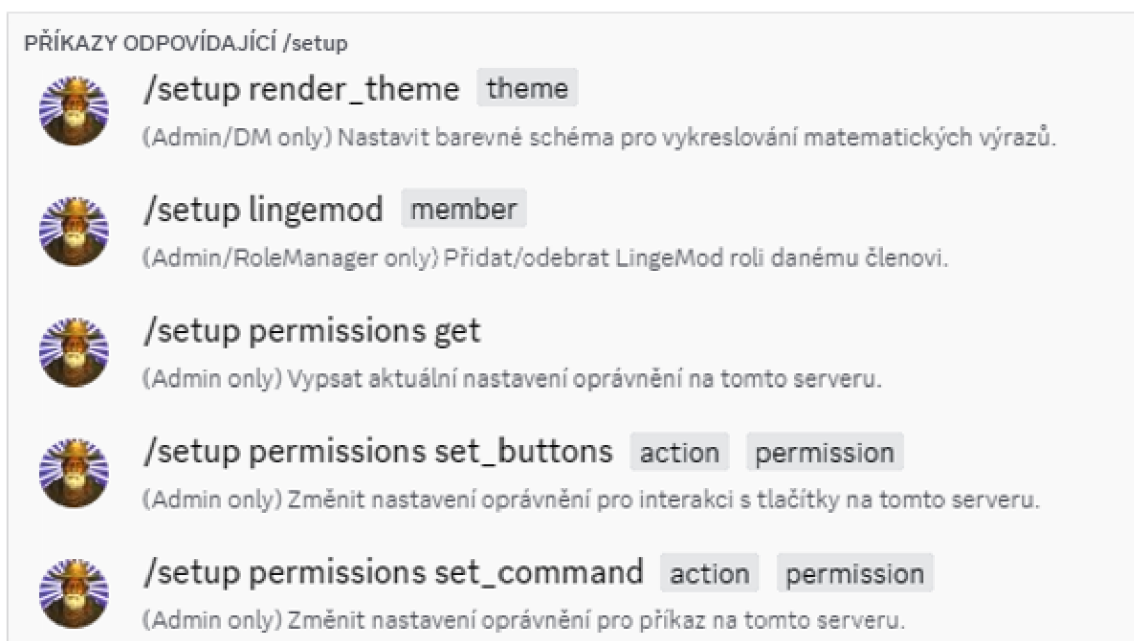 PŘÍKAZY ODPOVÍDAJÍCÍ /setup
/setup render_theme theme
(Admin/DM only) Nastavit barevné schéma pro vykreslování matematických výrazů.
/setup lingemod member
(Admin/RoleManager only) Přidat/odebrat LingeMod roli danému členovi.
/setup permissions get
(Admin only) Vypsat aktuální nastavení oprávnění na tomto serveru.
/setup permissions set_buttons action permission
(Admin only) Změnit nastavení oprávnění pro interakci s tlačítky na tomto serveru.
/setup permissions set_command action permission
(Admin only) Změnit nastavení oprávnění pro příkaz na tomto serveru.